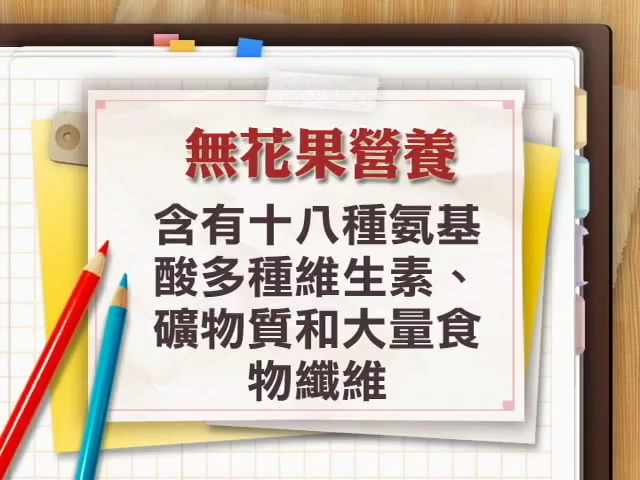 無花果營養
含有十八種氨基
酸多種維生素、
礦物質和大量食
物纖維